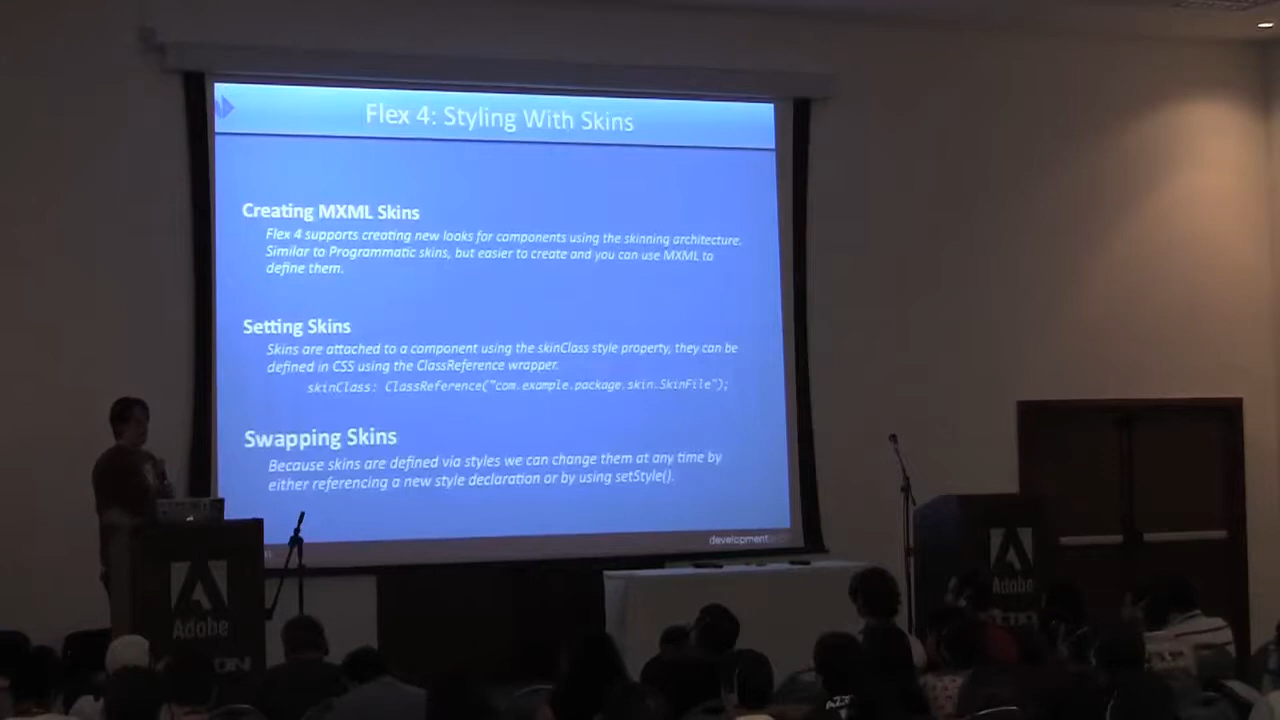 Flex 4: Styling With Skins
Creating MXML Skins
Flex 4 supports creating new looks for components using the skinning architecture.
Similar to Programmatic skins, but easier to create and you can use MXML to
define them.
Setting Skins
Skins are attached to a component using the skinClass style property, they can be
defined in CSS using the ClassReference wrapper.
skinClass: ClassReference("com.example.package.skin.SkinFile");
Swapping Skins
Because skins are defined via styles we can change them at any time by
either referencing a new style declaration or by using setStyle().
development
Adobe
Adobe